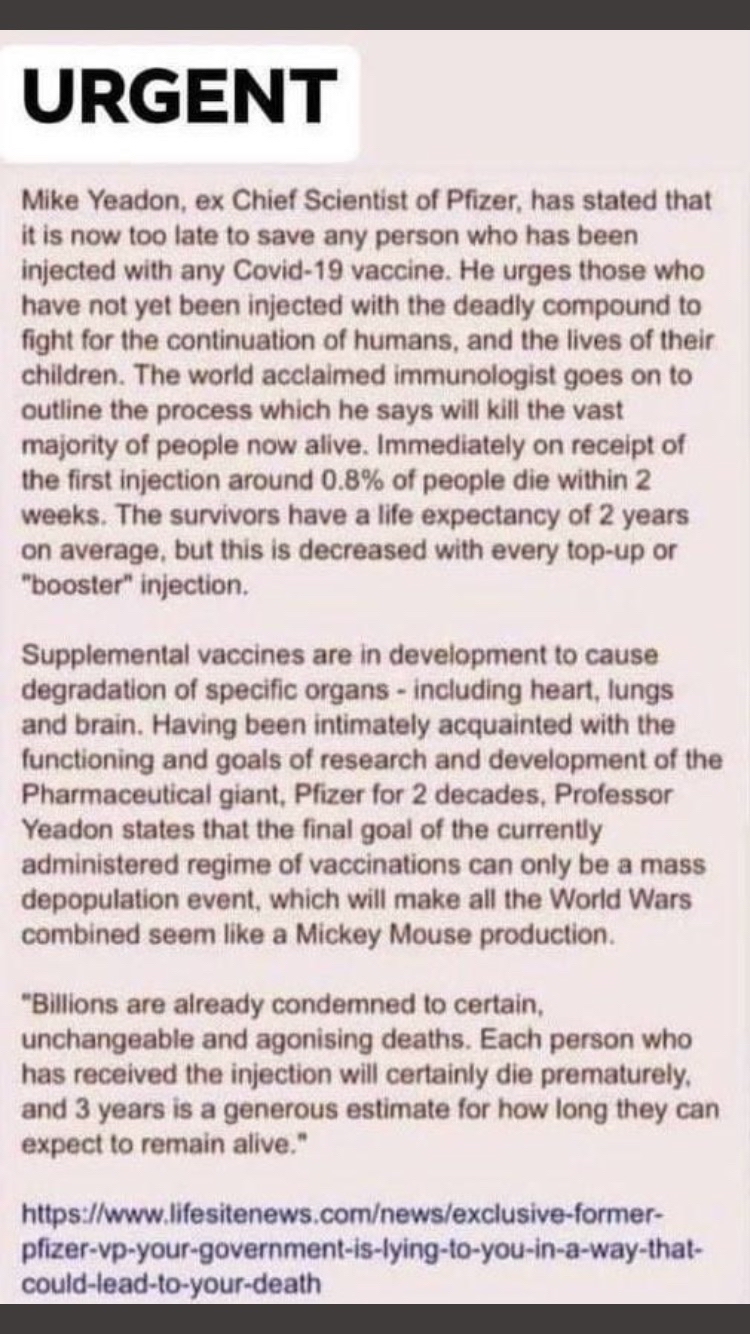 URGENT
Mike Yeadon, ex Chief Scientist of Pfizer, has stated that
it is now too late to save any person who has been
injected with any Covid-19 vaccine. He urges those who
have not yet been injected with the deadly compound to
fight for the continuation of humans, and the lives of their
children. The world acclaimed immunologist goes on to
outline the process which he says will kill the vast
majority of people now alive. Immediately on receipt of
the first injection around 0.8% of people die within 2
weeks. The survivors have a life expectancy of 2 years
on average, but this is decreased with every top-up or
"booster" injection.
Supplemental vaccines are in development to cause
degradation of specific organs - including heart, lungs
and brain. Having been intimately acquainted with the
functioning and goals of research and development of the
Pharmaceutical giant, Pfizer for 2 decades, Professor
Yeadon states that the final goal of the currently
administered regime of vaccinations can only be a mass
depopulation event, which will make all the World Wars
combined seem like a Mickey Mouse production.
"Billions are already condemned to certain,
unchangeable and agonising deaths. Each person who
has received the injection will certainly die prematurely,
and 3 years is a generous estimate for how long they can
expect to remain alive."
https://www.lifesitenews.com/news/exclusive-former-
pfizer-vp-your-government-is-lying-to-you-in-a-way-that-
could-lead-to-your-death